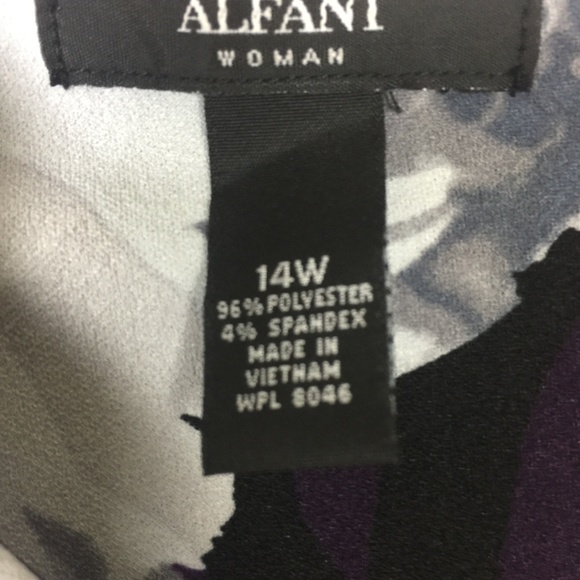 ALFANI
WOMAN
14W
96% POLYESTER
4% SPANDEX
MADE IN
VIETNAM
WPL 8046